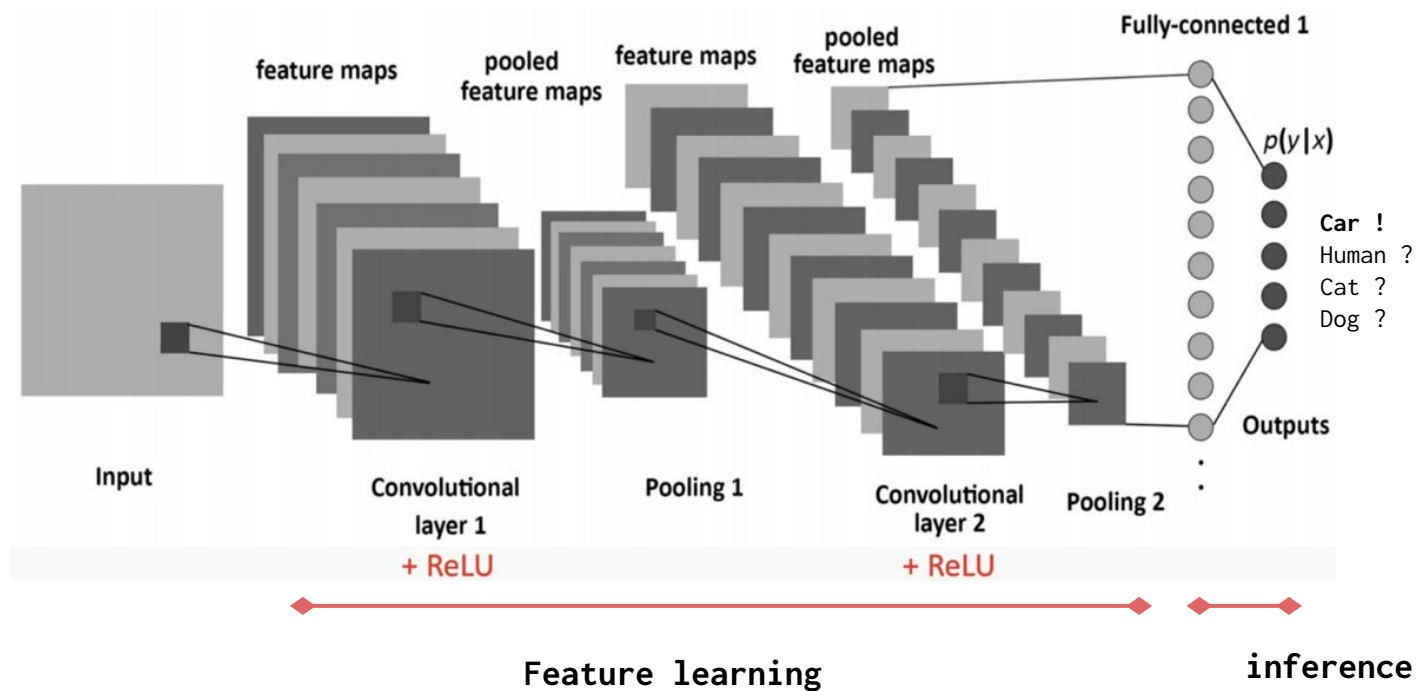 feature maps
pooled
feature maps
feature maps
pooled
feature maps
Fully-connected 1
p(y|x)
Car !
Human ?
Cat ?
Dog ?
Outputs
Input
Convolutional
layer 1
+ ReLU
Pooling 1
Convolutional
layer 2
+ ReLU
Pooling 2
Feature learning
inference